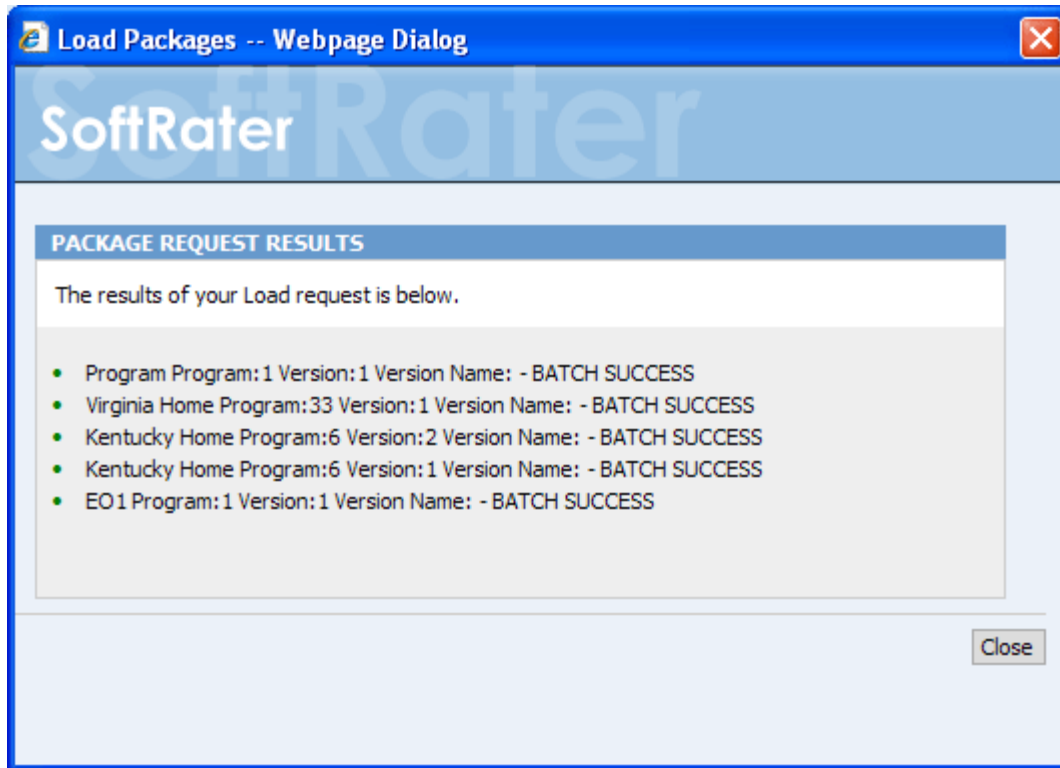 Load Packages -- Webpage Dialog
SoftRater
SoftRater
PACKAGE REQUEST RESULTS
The results of your Load request is below.
• Program Program:1 Version:1 Version Name: - BATCH SUCCESS
• Virginia Home Program:33 Version:1 Version Name: - BATCH SUCCESS
• Kentucky Home Program:6 Version:2 Version Name: - BATCH SUCCESS
• Kentucky Home Program:6 Version:1 Version Name: - BATCH SUCCESS
• EO1 Program:1 Version:1 Version Name: - BATCH SUCCESS
Close